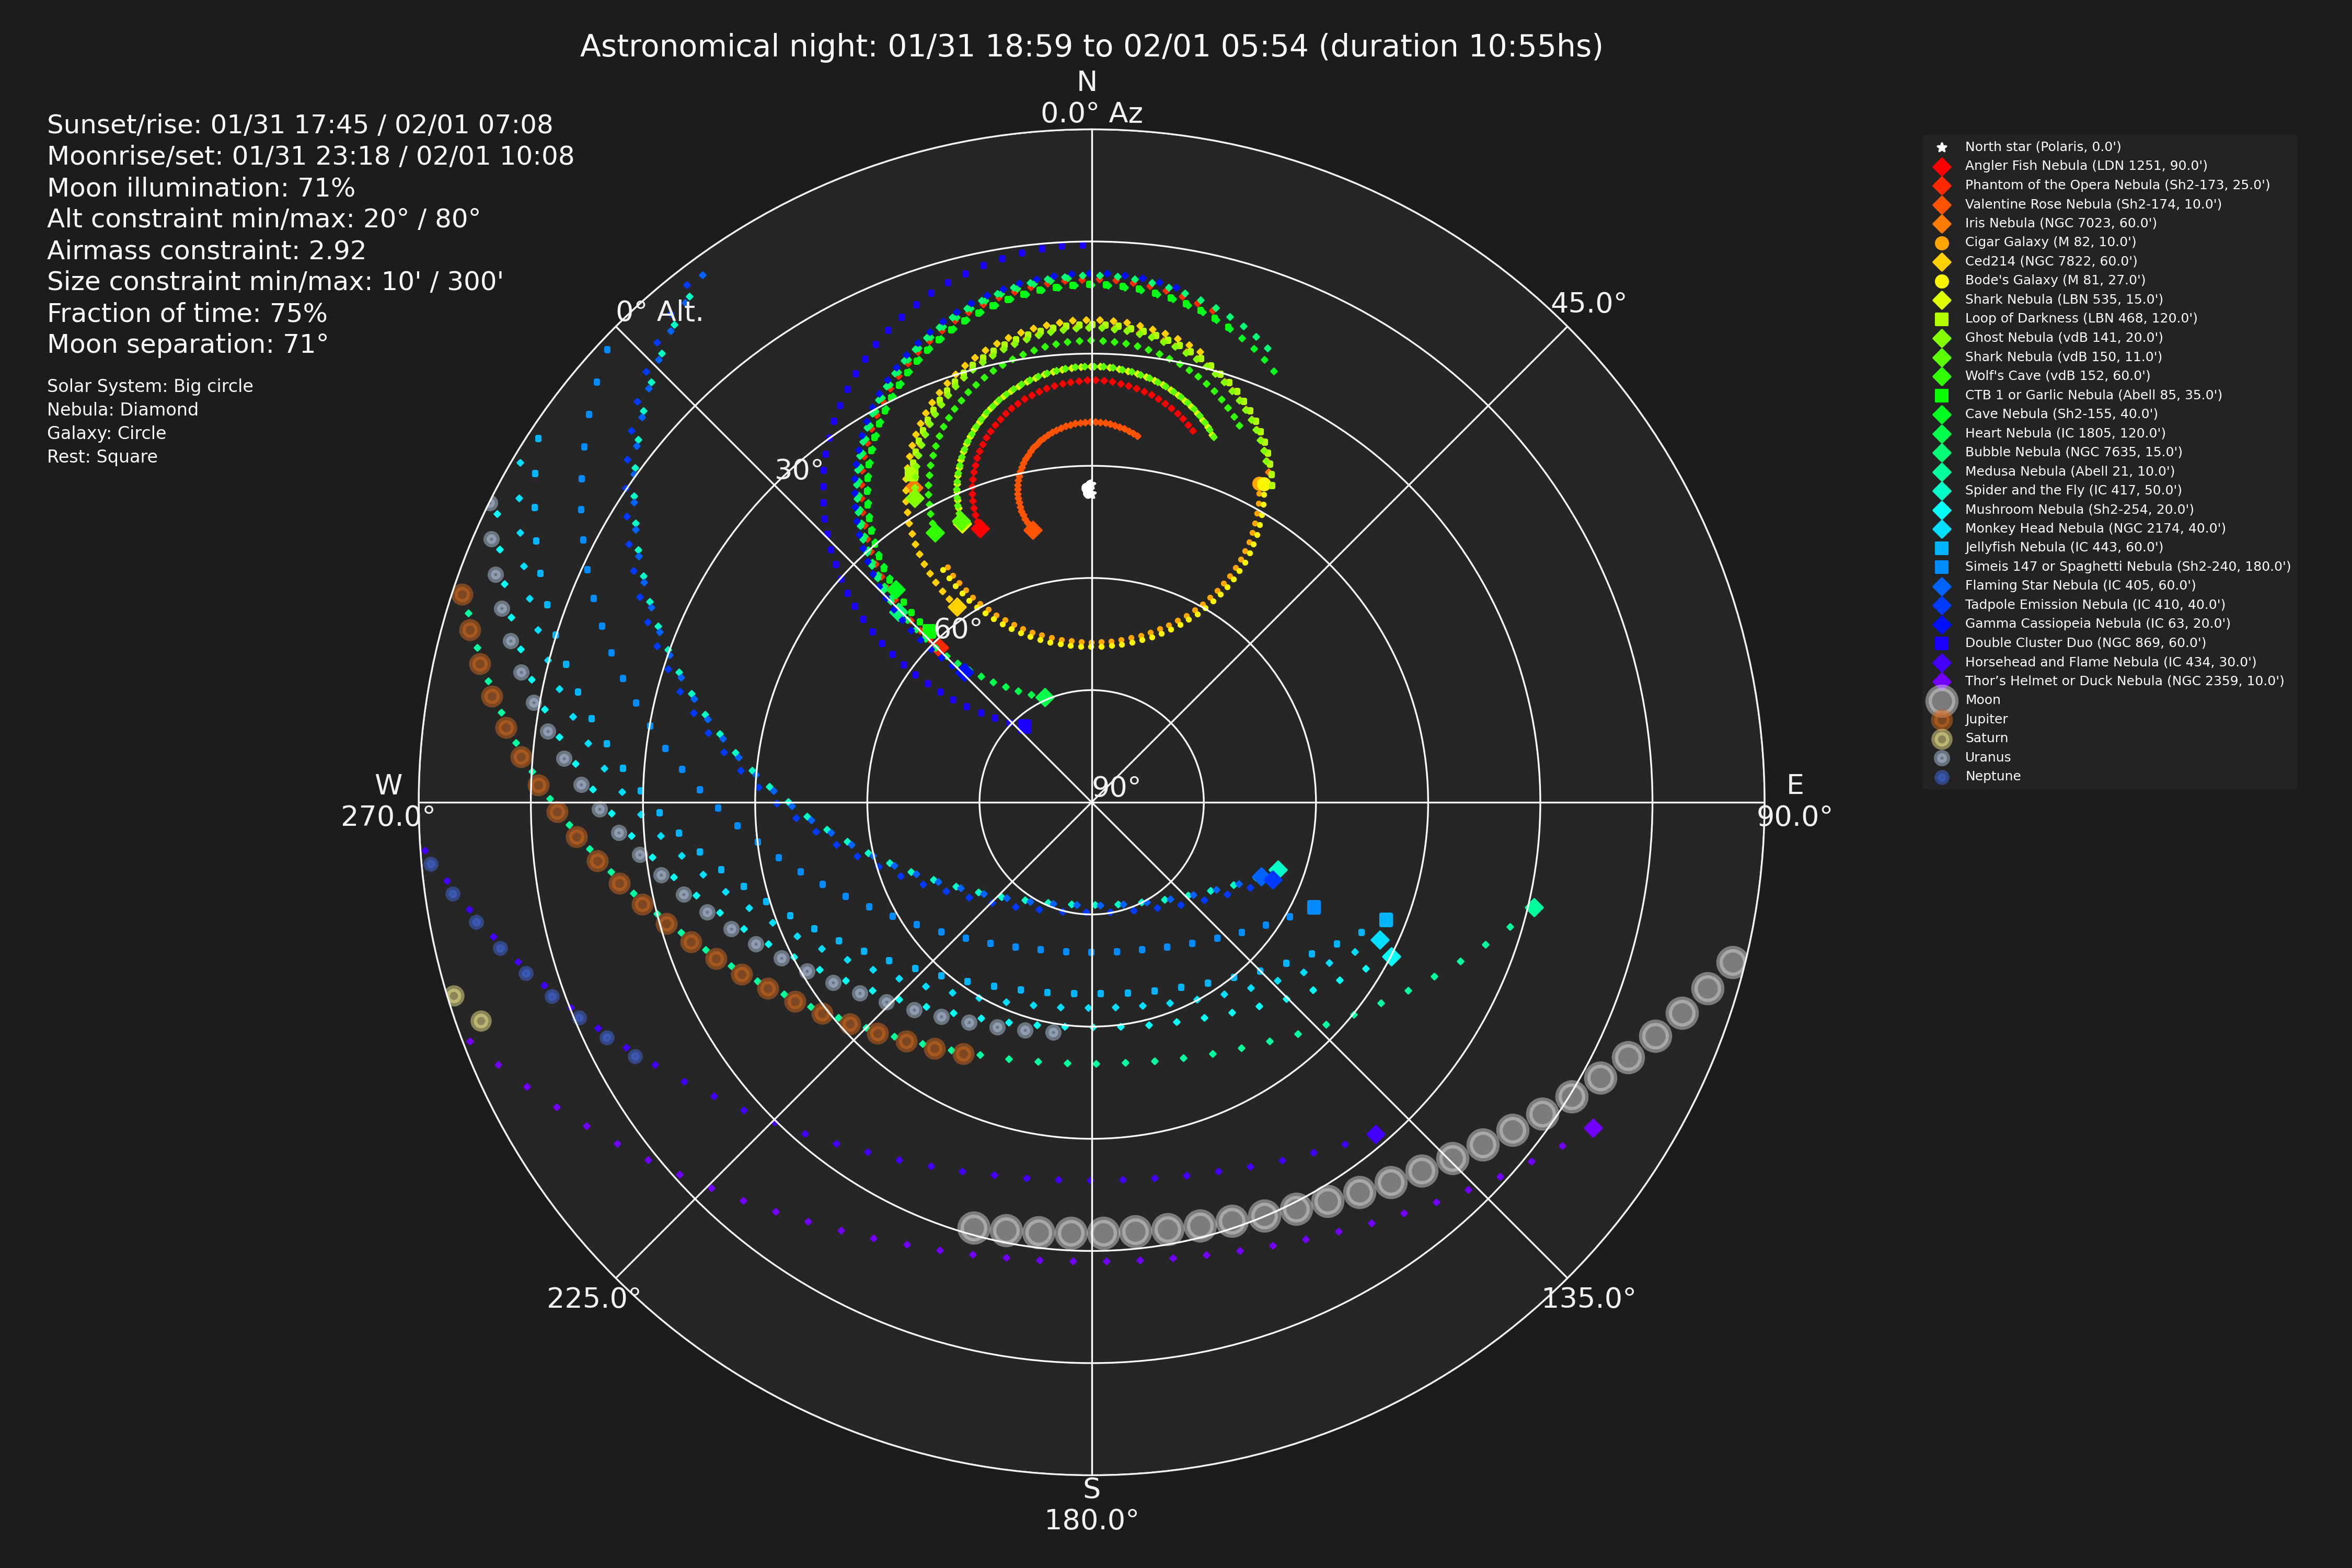 Astronomical night: 01/31 18:59 to 02/01 05:54 (duration 10:55hs)
N
0.0° Az
Sunset/rise: 01/31 17:45 / 02/01 07:08
Moonrise/set: 01/31 23:18 / 02/01 10:08
Moon illumination: 71%
Alt constraint min/max: 20° / 80°
Airmass constraint: 2.92
Size constraint min/max: 10' / 300'
Fraction of time: 75%
Moon separation: 71°
Solar System: Big circle
Nebula: Diamond
Galaxy: Circle
Rest: Square
0° Alt.
30°
60°
90°
45.0°
E
90.0°
135.0°
S
180.0°
225.0°
W
270.0°
North star (Polaris, 0.0')
Angler Fish Nebula (LDN 1251, 90.0')
Phantom of the Opera Nebula (Sh2-173, 25.0')
Valentine Rose Nebula (Sh2-174, 10.0')
Iris Nebula (NGC 7023, 60.0')
Cigar Galaxy (M 82, 10.0')
Ced214 (NGC 7822, 60.0')
Bode's Galaxy (M 81, 27.0')
Shark Nebula (LBN 535, 15.0')
Loop of Darkness (LBN 468, 120.0')
Ghost Nebula (vdB 141, 20.0')
Shark Nebula (vdB 150, 11.0')
Wolf's Cave (vdB 152, 60.0')
CTB 1 or Garlic Nebula (Abell 85, 35.0')
Cave Nebula (Sh2-155, 40.0')
Heart Nebula (IC 1805, 120.0')
Bubble Nebula (NGC 7635, 15.0')
Medusa Nebula (Abell 21, 10.0')
Spider and the Fly (IC 417, 50.0')
Mushroom Nebula (Sh2-254, 20.0')
Monkey Head Nebula (NGC 2174, 40.0')
Jellyfish Nebula (IC 443, 60.0')
Simeis 147 or Spaghetti Nebula (Sh2-240, 180.0')
Flaming Star Nebula (IC 405, 60.0')
Tadpole Emission Nebula (IC 410, 40.0')
Gamma Cassiopeia Nebula (IC 63, 20.0')
Double Cluster Duo (NGC 869, 60.0')
Horsehead and Flame Nebula (IC 434, 30.0')
Thor’s Helmet or Duck Nebula (NGC 2359, 10.0')
Moon
Jupiter
Saturn
Uranus
Neptune